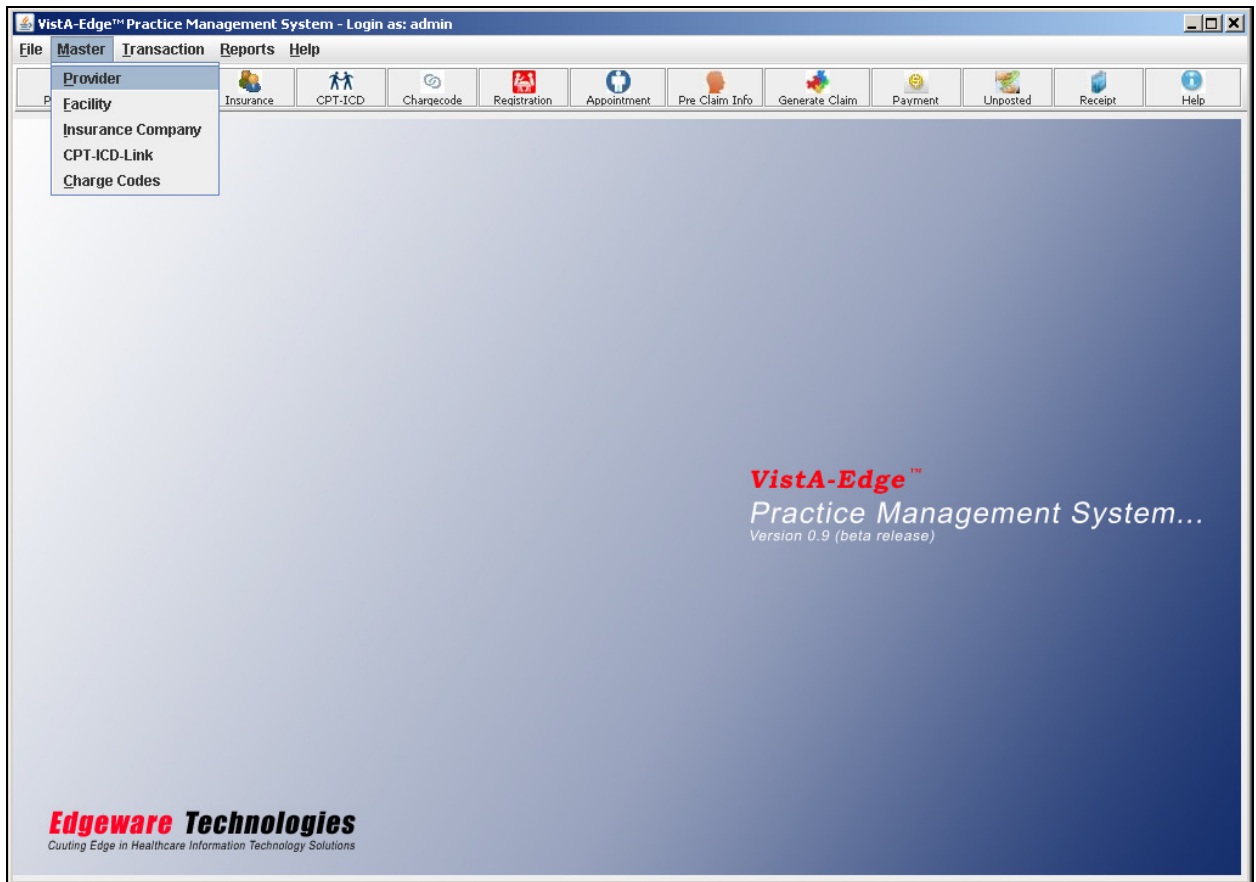 VistA-Edge™ Practice Management System - Login as: admin
File Master Transaction Reports Help
Provider
Facility
Insurance Company
CPT-ICD-Link
Charge Codes
P
Insurance CPT-ICD Chargecode Registration Appointment Pre Claim Info Generate Claim Payment Unposted Receipt Help
VistA-Edge™
Practice Management System...
Version 0.9 (beta release)
Edgeware Technologies
Cuuting Edge in Healthcare Information Technology Solutions